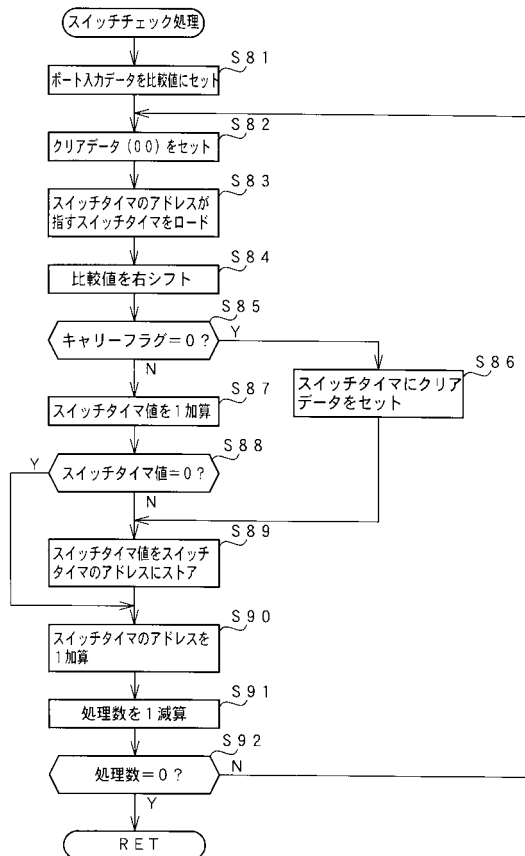 スイッチチェック処理
S81
ポート入力データを比較値にセット
S82
クリアデータ(00)をセット
S83
スイッチタイマのアドレスが
指すスイッチタイマをロード
S84
比較値を右シフト
S85
キャリーフラグ=0?
Y
N
S86
スイッチタイマにクリア
データをセット
S87
スイッチタイマ値を1加算
S88
Y
スイッチタイマ値=0?
N
S89
スイッチタイマ値をスイッチ
タイマのアドレスにストア
S90
スイッチタイマのアドレスを
1加算
S91
処理数を1減算
S92
処理数=0?
N
Y
RET